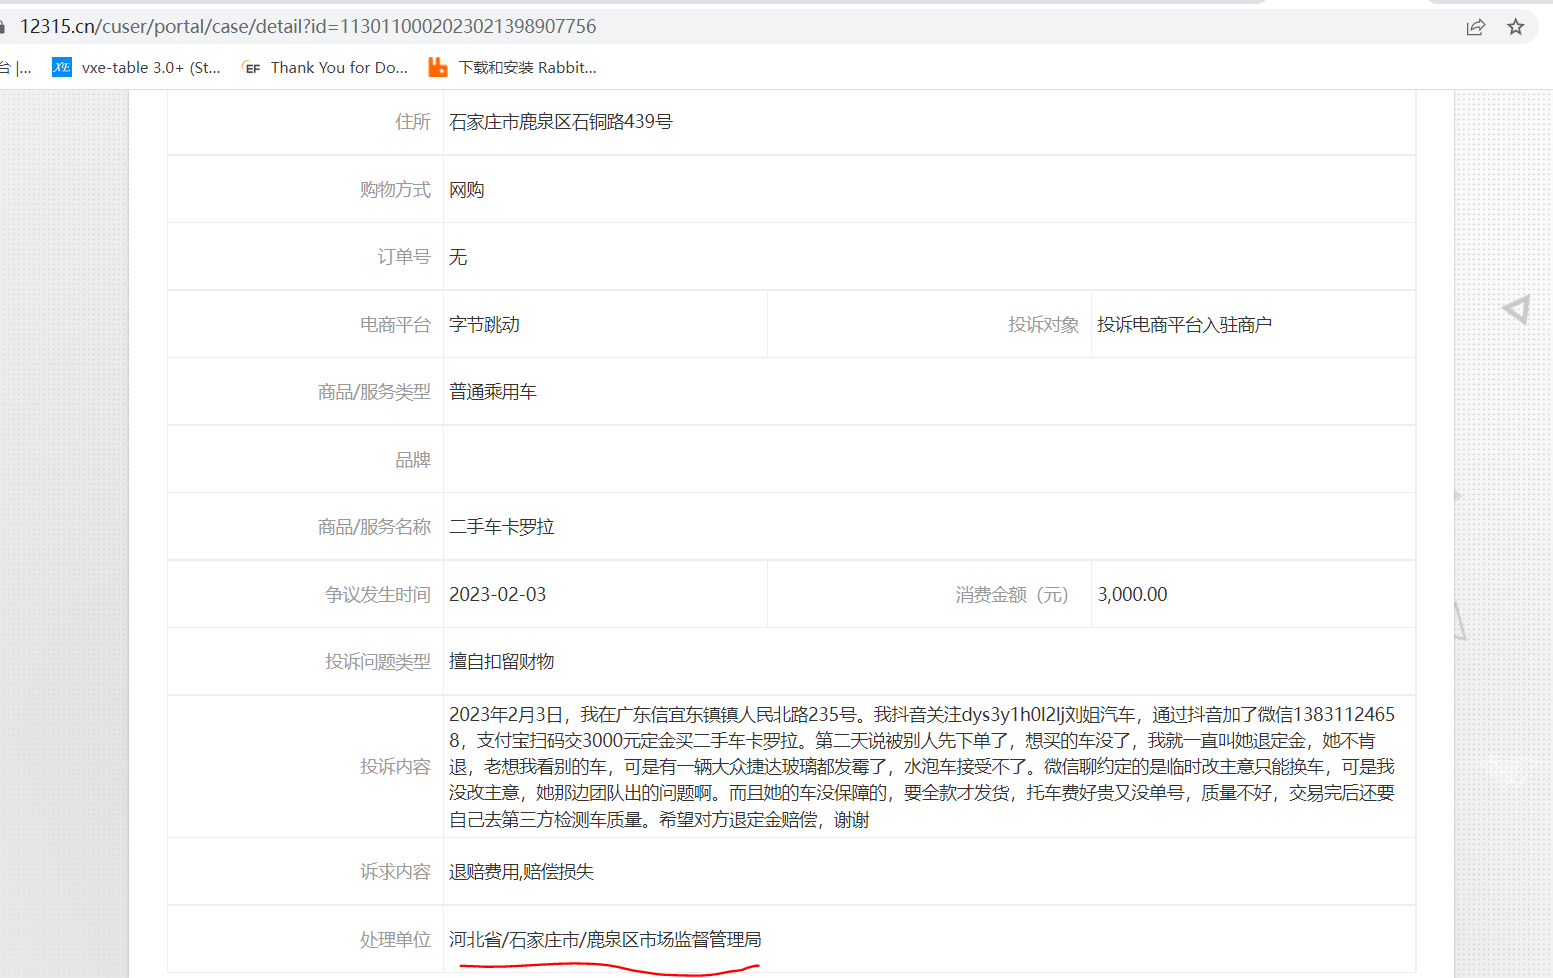 12315.cn/cuser/portal/case/detail?id=1130110002023021398907756
台 |...
XE vxe-table 3.0+ (St...
EF Thank You for Do...
下载和安装 Rabbit...
住所 石家庄市鹿泉区石铜路439号
购物方式 网购
订单号 无
电商平台 字节跳动 投诉对象 投诉电商平台入驻商户
商品/服务类型 普通乘用车
品牌
商品/服务名称 二手车卡罗拉
争议发生时间 2023-02-03 消费金额（元） 3,000.00
投诉问题类型 擅自扣留财物
投诉内容
2023年2月3日，我在广东信宜东镇镇人民北路235号。我抖音关注dys3y1h0l2lj刘姐汽车，通过抖音加了微信1383112465
8，支付宝扫码交3000元定金买二手车卡罗拉。第二天说被别人先下单了，想买的车没了，我就一直叫她退定金，她不肯
退，老想我看别的车，可是有一辆大众捷达玻璃都发霉了，水泡车接受不了。微信聊约定的是临时改主意只能换车，可是我
没改主意，她那边团队出的问题啊。而且她的车没保障的，要全款才发货，托车费好贵又没单号，质量不好，交易完后还要
自己去第三方检测车质量。希望对方退定金赔偿，谢谢
诉求内容 退赔费用,赔偿损失
处理单位 河北省/石家庄市/鹿泉区市场监督管理局